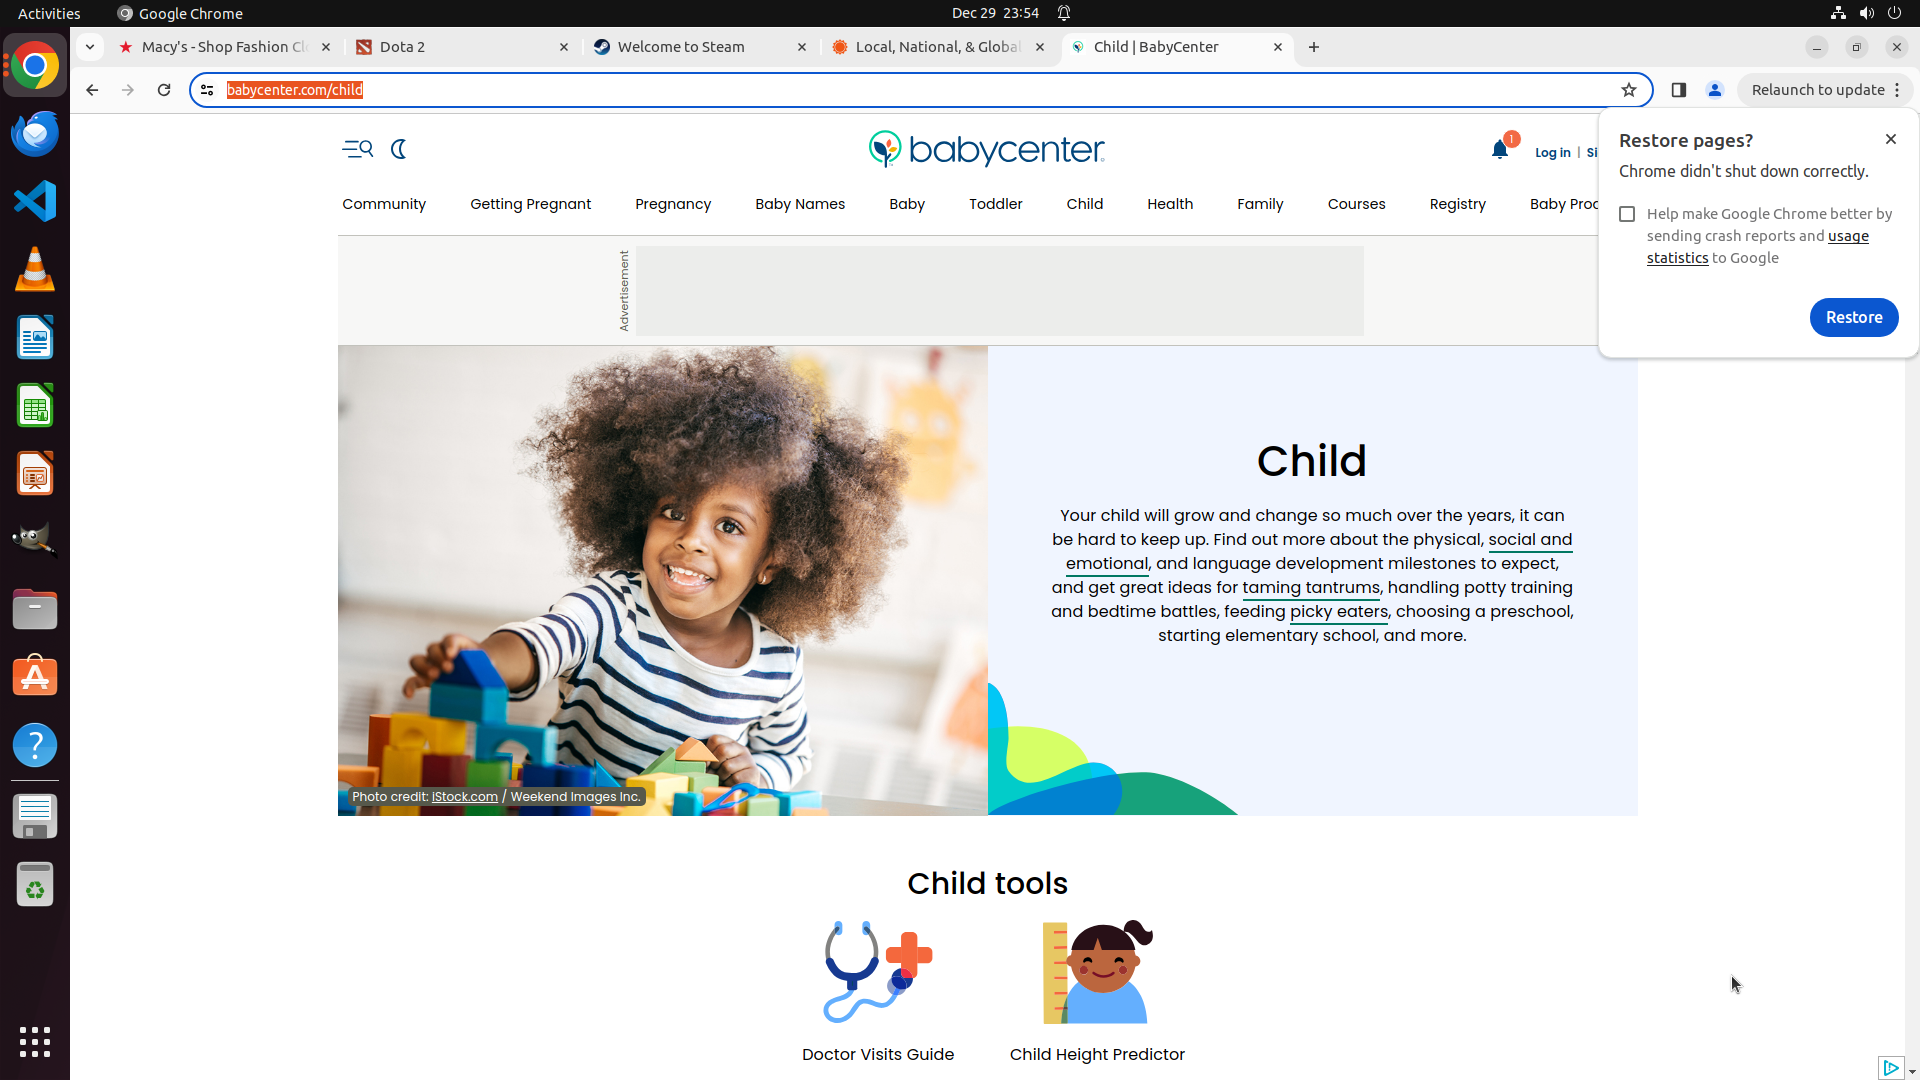 Activities
Google Chrome
Dec 29 23:54
Macy's - Shop Fashion Cl
Dota 2
Welcome to Steam
Local, National, & Global
Child | BabyCenter
babycenter.com/child
Relaunch to update
babycenter
1
Log in | Si
Community
Getting Pregnant
Pregnancy
Baby Names
Baby
Toddler
Child
Health
Family
Courses
Registry
Baby Proc
Restore pages?
Chrome didn't shut down correctly.
Help make Google Chrome better by
sending crash reports and usage
statistics to Google
Restore
Advertisement
Child
Your child will grow and change so much over the years, it can
be hard to keep up. Find out more about the physical, social and
emotional, and language development milestones to expect,
and get great ideas for taming tantrums, handling potty training
and bedtime battles, feeding picky eaters, choosing a preschool,
starting elementary school, and more.
Photo credit: iStock.com / Weekend Images Inc.
Child tools
Doctor Visits Guide
Child Height Predictor